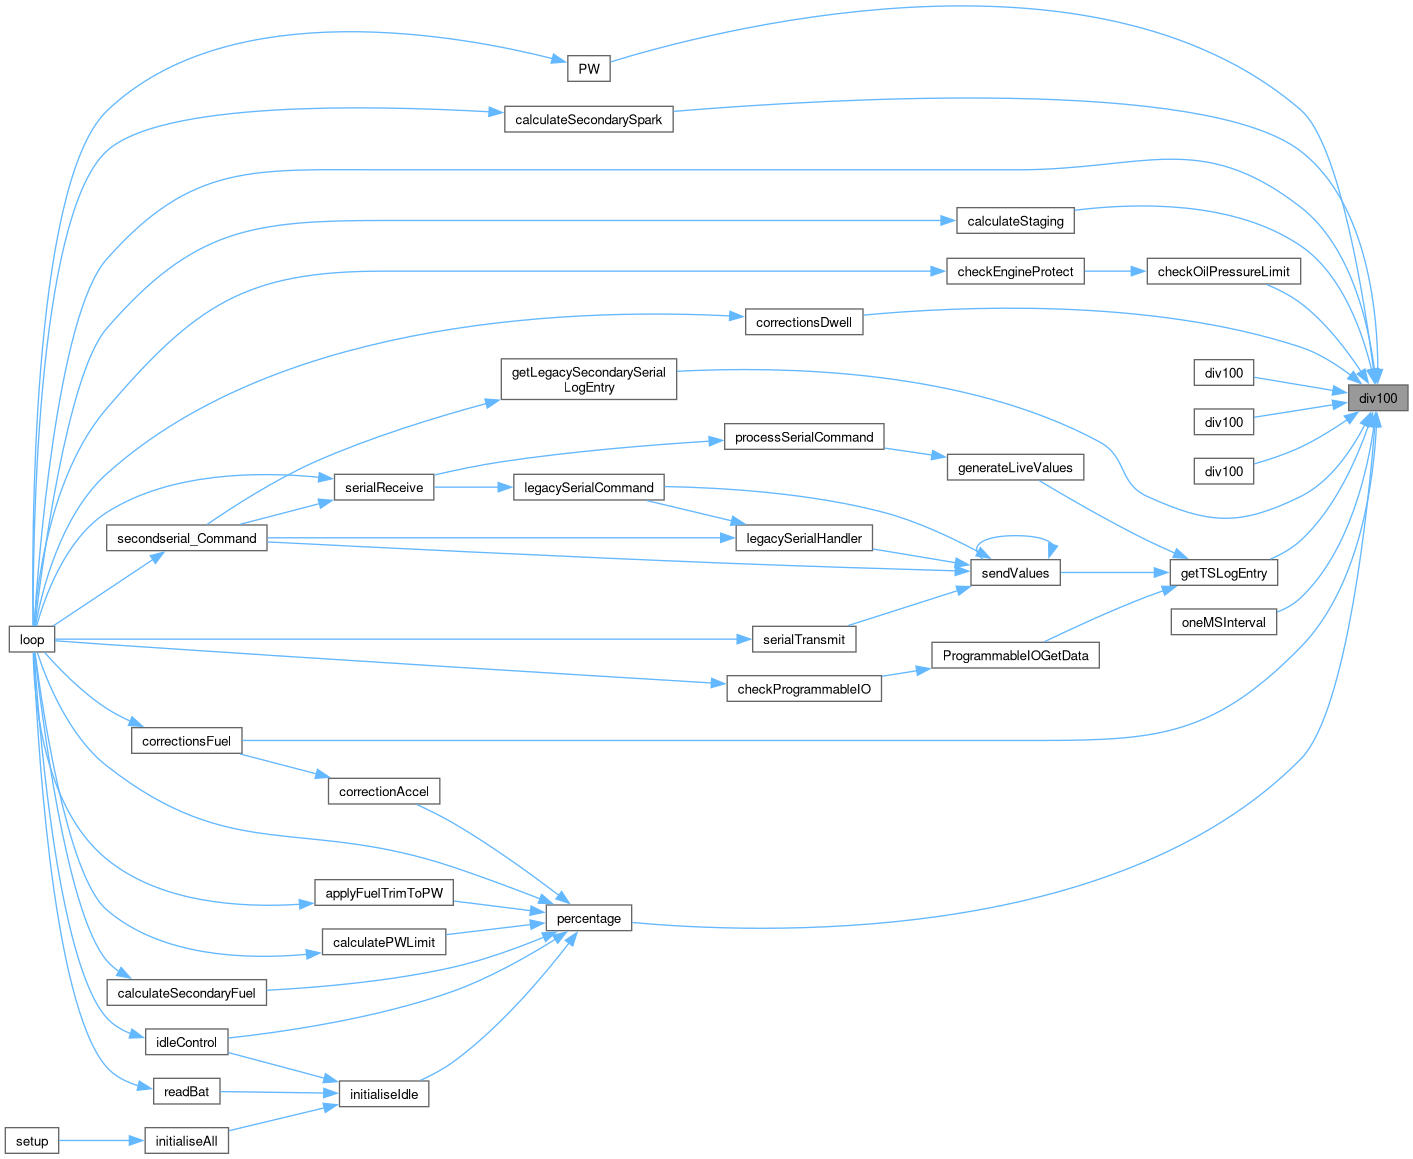 PW
calculateSecondarySpark
calculateStaging
checkEngineProtect
checkOilPressureLimit
correctionsDwell
getLegacySecondarySerial
LogEntry
div100
div100
div100
div100
processSerialCommand
generateLiveValues
serialReceive
legacySerialCommand
secondserial_Command
legacySerialHandler
sendValues
getTSLogEntry
oneMSInterval
loop
serialTransmit
ProgrammableIOGetData
checkProgrammableIO
correctionsFuel
correctionAccel
applyFuelTrimToPW
percentage
calculatePWLimit
calculateSecondaryFuel
idleControl
readBat
initialiseIdle
setup
initialiseAll